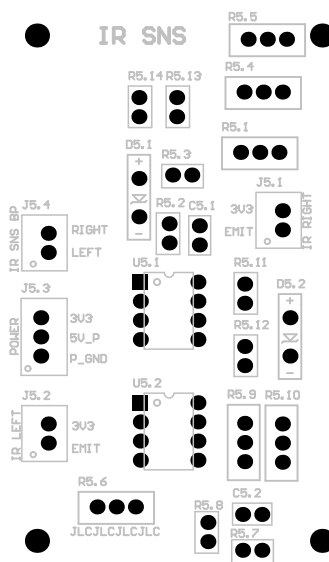 IR SNS
R5.5
R5.4
R5.14
R5.13
R5.1
D5.1
+
-
R5.3
J5.1
3V3
EMIT
IR RIGHT
J5.4
RIGHT
LEFT
IR SNS BP
R5.2
C5.1
U5.1
R5.11
D5.2
+
-
J5.3
3V3
5V_P
P_GND
POWER
R5.12
U5.2
J5.2
3V3
EMIT
IR LEFT
R5.9
R5.10
R5.6
JLCJLCJLCJLC
R5.8
C5.2
R5.7